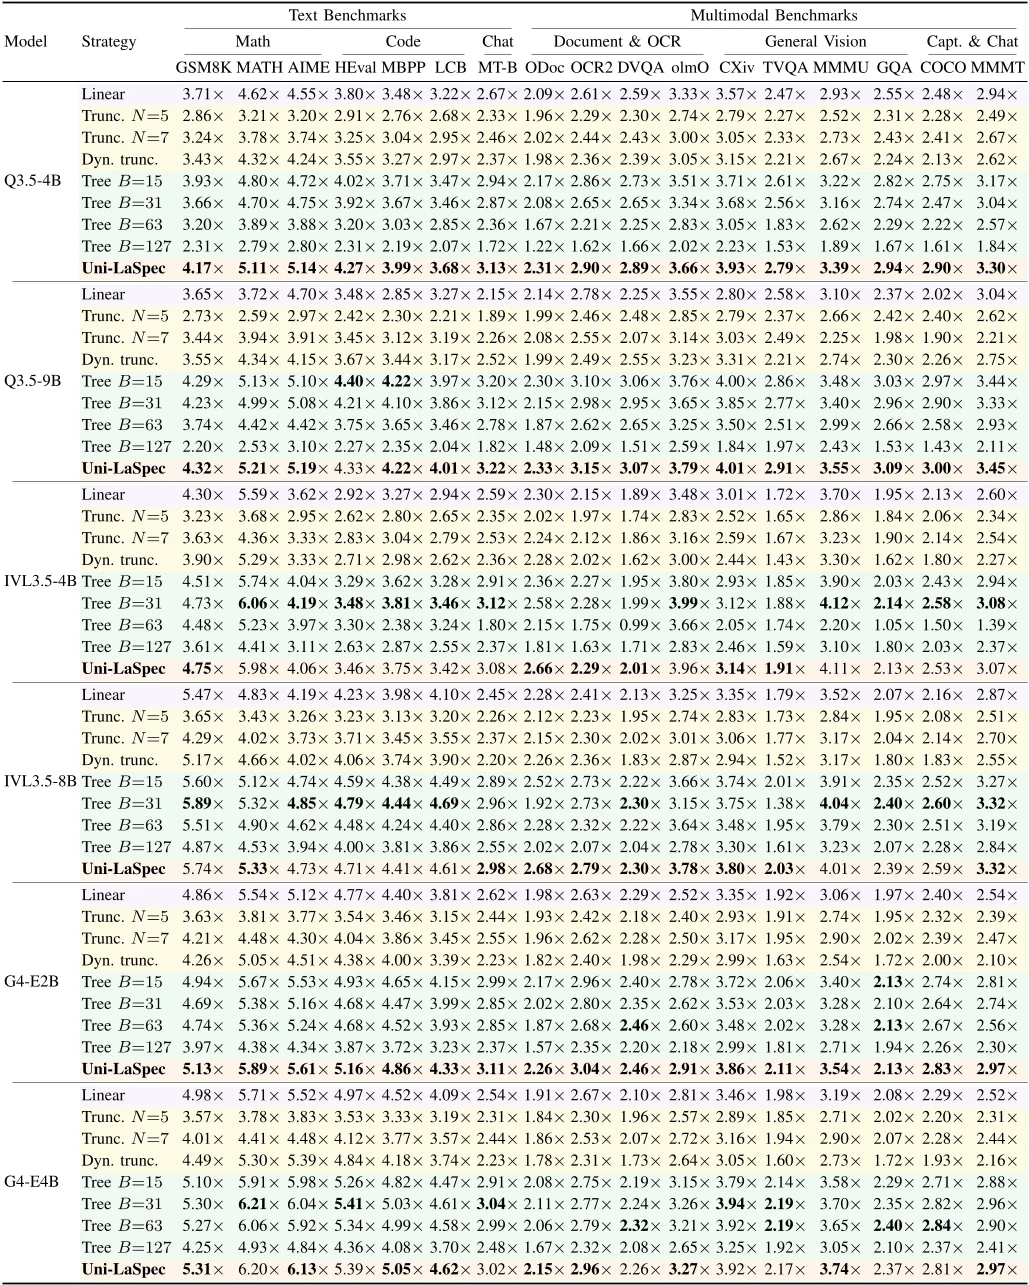 Text Benchmarks Multimodal Benchmarks
Model Strategy Math Code Chat Document & OCR General Vision Capt. & Chat
GSM8K MATH AIME HEval MBPP LCB MT-B ODoc OCR2 DVQA olmO CXiv TVQA MMMU GQA COCO MMMT
Linear 3.71× 4.62× 4.55× 3.80× 3.48× 3.22× 2.67× 2.09× 2.61× 2.59× 3.33× 3.57× 2.47× 2.93× 2.55× 2.48× 2.94×
Trunc. N=5 2.86× 3.21× 3.20× 2.91× 2.76× 2.68× 2.33× 1.96× 2.29× 2.30× 2.74× 2.79× 2.27× 2.52× 2.31× 2.28× 2.49×
Trunc. N=7 3.24× 3.78× 3.74× 3.25× 3.04× 2.95× 2.46× 2.02× 2.44× 2.43× 3.00× 3.05× 2.33× 2.73× 2.43× 2.41× 2.67×
Dyn. trunc. 3.43× 4.32× 4.24× 3.55× 3.27× 2.97× 2.37× 1.98× 2.36× 2.39× 3.05× 3.15× 2.21× 2.67× 2.24× 2.13× 2.62×
Q3.5-4B Tree B=15 3.93× 4.80× 4.72× 4.02× 3.71× 3.47× 2.94× 2.17× 2.86× 2.73× 3.51× 3.71× 2.61× 3.22× 2.82× 2.75× 3.17×
Tree B=31 3.66× 4.70× 4.75× 3.92× 3.67× 3.46× 2.87× 2.08× 2.65× 2.65× 3.34× 3.68× 2.56× 3.16× 2.74× 2.47× 3.04×
Tree B=63 3.20× 3.89× 3.88× 3.20× 3.03× 2.85× 2.36× 1.67× 2.21× 2.25× 2.83× 3.05× 1.83× 2.62× 2.29× 2.22× 2.57×
Tree B=127 2.31× 2.79× 2.80× 2.31× 2.19× 2.07× 1.72× 1.22× 1.62× 1.66× 2.02× 2.23× 1.53× 1.89× 1.67× 1.61× 1.84×
Uni-LaSpec 4.17× 5.11× 5.14× 4.27× 3.99× 3.68× 3.13× 2.31× 2.90× 2.89× 3.66× 3.93× 2.79× 3.39× 2.94× 2.90× 3.30×
Linear 3.65× 3.72× 4.70× 3.48× 2.85× 3.27× 2.15× 2.14× 2.78× 2.25× 3.55× 2.80× 2.58× 3.10× 2.37× 2.02× 3.04×
Trunc. N=5 2.73× 2.59× 2.97× 2.42× 2.30× 2.21× 1.89× 1.99× 2.46× 2.48× 2.85× 2.79× 2.37× 2.66× 2.42× 2.40× 2.62×
Trunc. N=7 3.44× 3.94× 3.91× 3.45× 3.12× 3.19× 2.26× 2.08× 2.55× 2.07× 3.14× 3.03× 2.49× 2.25× 1.98× 1.90× 2.21×
Dyn. trunc. 3.55× 4.34× 4.15× 3.67× 3.44× 3.17× 2.52× 1.99× 2.49× 2.55× 3.23× 3.31× 2.21× 2.74× 2.30× 2.26× 2.75×
Q3.5-9B Tree B=15 4.29× 5.13× 5.10× 4.40× 4.22× 3.97× 3.20× 2.30× 3.10× 3.06× 3.76× 4.00× 2.86× 3.48× 3.03× 2.97× 3.44×
Tree B=31 4.23× 4.99× 5.08× 4.21× 4.10× 3.86× 3.12× 2.15× 2.98× 2.95× 3.65× 3.85× 2.77× 3.40× 2.96× 2.90× 3.33×
Tree B=63 3.74× 4.42× 4.42× 3.75× 3.65× 3.46× 2.78× 1.87× 2.62× 2.65× 3.25× 3.50× 2.51× 2.99× 2.66× 2.58× 2.93×
Tree B=127 2.20× 2.53× 3.10× 2.27× 2.35× 2.04× 1.82× 1.48× 2.09× 1.51× 2.59× 1.84× 1.97× 2.43× 1.53× 1.43× 2.11×
Uni-LaSpec 4.32× 5.21× 5.19× 4.33× 4.22× 4.01× 3.22× 2.33× 3.15× 3.07× 3.79× 4.01× 2.91× 3.55× 3.09× 3.00× 3.45×
Linear 4.30× 5.59× 3.62× 2.92× 3.27× 2.94× 2.59× 2.30× 2.15× 1.89× 3.48× 3.01× 1.72× 3.70× 1.95× 2.13× 2.60×
Trunc. N=5 3.23× 3.68× 2.95× 2.62× 2.80× 2.65× 2.35× 2.02× 1.97× 1.74× 2.83× 2.52× 1.65× 2.86× 1.84× 2.06× 2.34×
Trunc. N=7 3.63× 4.36× 3.33× 2.83× 3.04× 2.79× 2.53× 2.24× 2.12× 1.86× 3.16× 2.59× 1.67× 3.23× 1.90× 2.14× 2.54×
Dyn. trunc. 3.90× 5.29× 3.33× 2.71× 2.98× 2.62× 2.36× 2.28× 2.02× 1.62× 3.00× 2.44× 1.43× 3.30× 1.62× 1.80× 2.27×
IVL3.5-4B Tree B=15 4.51× 5.74× 4.04× 3.29× 3.62× 3.28× 2.91× 2.36× 2.27× 1.95× 3.80× 2.93× 1.85× 3.90× 2.03× 2.43× 2.94×
Tree B=31 4.73× 6.06× 4.19× 3.48× 3.81× 3.46× 3.12× 2.58× 2.28× 1.99× 3.99× 3.12× 1.88× 4.12× 2.14× 2.58× 3.08×
Tree B=63 4.48× 5.23× 3.97× 3.30× 2.38× 3.24× 1.80× 2.15× 1.75× 0.99× 3.66× 2.05× 1.74× 2.20× 1.05× 1.50× 1.39×
Tree B=127 3.61× 4.41× 3.11× 2.63× 2.87× 2.55× 2.37× 1.81× 1.63× 1.71× 2.83× 2.46× 1.59× 3.10× 1.80× 2.03× 2.37×
Uni-LaSpec 4.75× 5.98× 4.06× 3.46× 3.75× 3.42× 3.08× 2.66× 2.29× 2.01× 3.96× 3.14× 1.91× 4.11× 2.13× 2.53× 3.07×
Linear 5.47× 4.83× 4.19× 4.23× 3.98× 4.10× 2.45× 2.28× 2.41× 2.13× 3.25× 3.35× 1.79× 3.52× 2.07× 2.16× 2.87×
Trunc. N=5 3.65× 3.43× 3.26× 3.23× 3.13× 3.20× 2.26× 2.12× 2.23× 1.95× 2.74× 2.83× 1.73× 2.84× 1.95× 2.08× 2.51×
Trunc. N=7 4.29× 4.02× 3.73× 3.71× 3.45× 3.55× 2.37× 2.15× 2.30× 2.02× 3.01× 3.06× 1.77× 3.17× 2.04× 2.14× 2.70×
Dyn. trunc. 5.17× 4.66× 4.02× 4.06× 3.74× 3.90× 2.20× 2.26× 2.36× 1.83× 2.87× 2.94× 1.52× 3.17× 1.80× 1.83× 2.55×
IVL3.5-8B Tree B=15 5.60× 5.12× 4.74× 4.59× 4.38× 4.49× 2.89× 2.52× 2.73× 2.22× 3.66× 3.74× 2.01× 3.91× 2.35× 2.52× 3.27×
Tree B=31 5.89× 5.32× 4.85× 4.79× 4.44× 4.69× 2.96× 1.92× 2.73× 2.30× 3.15× 3.75× 1.38× 4.04× 2.40× 2.60× 3.32×
Tree B=63 5.51× 4.90× 4.62× 4.48× 4.24× 4.40× 2.86× 2.28× 2.32× 2.22× 3.64× 3.48× 1.95× 3.79× 2.30× 2.51× 3.19×
Tree B=127 4.87× 4.53× 3.94× 4.00× 3.81× 3.86× 2.55× 2.02× 2.07× 2.04× 2.78× 3.30× 1.61× 3.23× 2.07× 2.28× 2.84×
Uni-LaSpec 5.74× 5.33× 4.73× 4.71× 4.41× 4.61× 2.98× 2.68× 2.79× 2.30× 3.78× 3.80× 2.03× 4.01× 2.39× 2.59× 3.32×
Linear 4.86× 5.54× 5.12× 4.77× 4.40× 3.81× 2.62× 1.98× 2.63× 2.29× 2.52× 3.35× 1.92× 3.06× 1.97× 2.40× 2.54×
Trunc. N=5 3.63× 3.81× 3.77× 3.54× 3.46× 3.15× 2.44× 1.93× 2.42× 2.18× 2.40× 2.93× 1.91× 2.74× 1.95× 2.32× 2.39×
Trunc. N=7 4.21× 4.48× 4.30× 4.04× 3.86× 3.45× 2.55× 1.96× 2.62× 2.28× 2.50× 3.17× 1.95× 2.90× 2.02× 2.39× 2.47×
Dyn. trunc. 4.26× 5.05× 4.51× 4.38× 4.00× 3.39× 2.23× 1.82× 2.40× 1.98× 2.29× 2.99× 1.63× 2.54× 1.72× 2.00× 2.10×
G4-E2B Tree B=15 4.94× 5.67× 5.53× 4.93× 4.65× 4.15× 2.99× 2.17× 2.96× 2.40× 2.78× 3.72× 2.06× 3.40× 2.13× 2.74× 2.81×
Tree B=31 4.69× 5.38× 5.16× 4.68× 4.47× 3.99× 2.85× 2.02× 2.80× 2.35× 2.62× 3.53× 2.03× 3.28× 2.10× 2.64× 2.74×
Tree B=63 4.74× 5.36× 5.24× 4.68× 4.52× 3.93× 2.85× 1.87× 2.68× 2.46× 2.60× 3.48× 2.02× 3.28× 2.13× 2.67× 2.56×
Tree B=127 3.97× 4.38× 4.34× 3.87× 3.72× 3.23× 2.37× 1.57× 2.35× 2.20× 2.18× 2.99× 1.81× 2.71× 1.94× 2.26× 2.30×
Uni-LaSpec 5.13× 5.89× 5.61× 5.16× 4.86× 4.33× 3.11× 2.26× 3.04× 2.46× 2.91× 3.86× 2.11× 3.54× 2.13× 2.83× 2.97×
Linear 4.98× 5.71× 5.52× 4.97× 4.52× 4.09× 2.54× 1.91× 2.67× 2.10× 2.81× 3.46× 1.98× 3.19× 2.08× 2.29× 2.52×
Trunc. N=5 3.57× 3.78× 3.83× 3.53× 3.33× 3.19× 2.31× 1.84× 2.30× 1.96× 2.57× 2.89× 1.85× 2.71× 2.02× 2.20× 2.31×
Trunc. N=7 4.01× 4.41× 4.48× 4.12× 3.77× 3.57× 2.44× 1.86× 2.53× 2.07× 2.72× 3.16× 1.94× 2.90× 2.07× 2.28× 2.44×
Dyn. trunc. 4.49× 5.30× 5.39× 4.84× 4.18× 3.74× 2.23× 1.78× 2.31× 1.73× 2.64× 3.05× 1.60× 2.73× 1.72× 1.93× 2.16×
G4-E4B Tree B=15 5.10× 5.91× 5.98× 5.26× 4.82× 4.47× 2.91× 2.08× 2.75× 2.19× 3.15× 3.79× 2.14× 3.58× 2.29× 2.71× 2.88×
Tree B=31 5.30× 6.21× 6.04× 5.41× 5.03× 4.61× 3.04× 2.11× 2.77× 2.24× 3.26× 3.94× 2.19× 3.70× 2.35× 2.82× 2.96×
Tree B=63 5.27× 6.06× 5.92× 5.34× 4.99× 4.58× 2.99× 2.06× 2.79× 2.32× 3.21× 3.92× 2.19× 3.65× 2.40× 2.84× 2.90×
Tree B=127 4.25× 4.93× 4.84× 4.36× 4.08× 3.70× 2.48× 1.67× 2.32× 2.08× 2.65× 3.25× 1.92× 3.05× 2.10× 2.37× 2.41×
Uni-LaSpec 5.31× 6.20× 6.13× 5.39× 5.05× 4.62× 3.02× 2.15× 2.96× 2.26× 3.27× 3.92× 2.17× 3.74× 2.37× 2.81× 2.97×